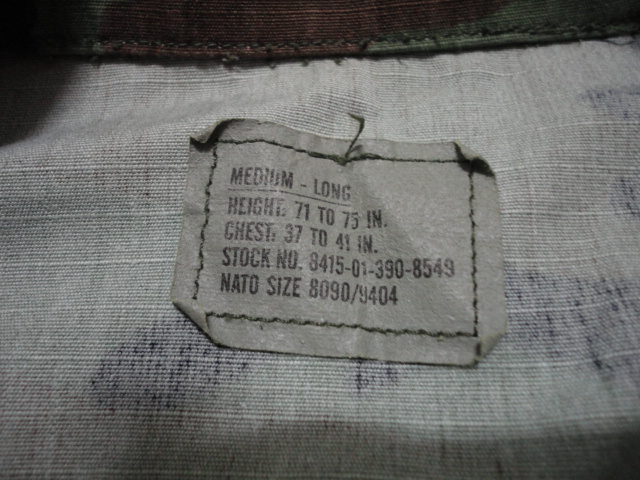 MEDIUM - LONG
HEIGHT: 71 TO 75 IN.
CHEST: 37 TO 41 IN.
STOCK NO. 8415-01-390-8549
NATO SIZE 8090/9404